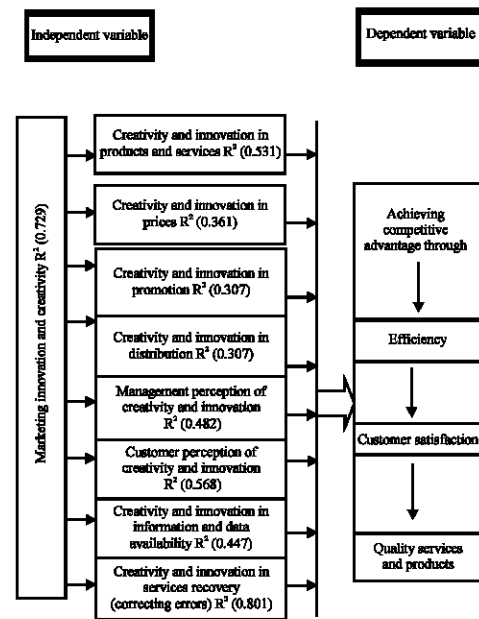 Independent variable
Dependent variable
Marketing innovation and creativity R² (0.729)
Creativity and innovation in
products and services R² (0.531)
Creativity and innovation in
prices R² (0.361)
Creativity and innovation in
promotion R² (0.307)
Creativity and innovation in
distribution R² (0.307)
Management perception of
creativity and innovation
R² (0.482)
Customer perception of
creativity and innovation
R² (0.568)
Creativity and innovation in
information and data
availability R² (0.447)
Creativity and innovation in
services recovery
(correcting errors) R² (0.801)
Achieving
competitive
advantage through
Efficiency
Customer satisfaction
Quality services
and products